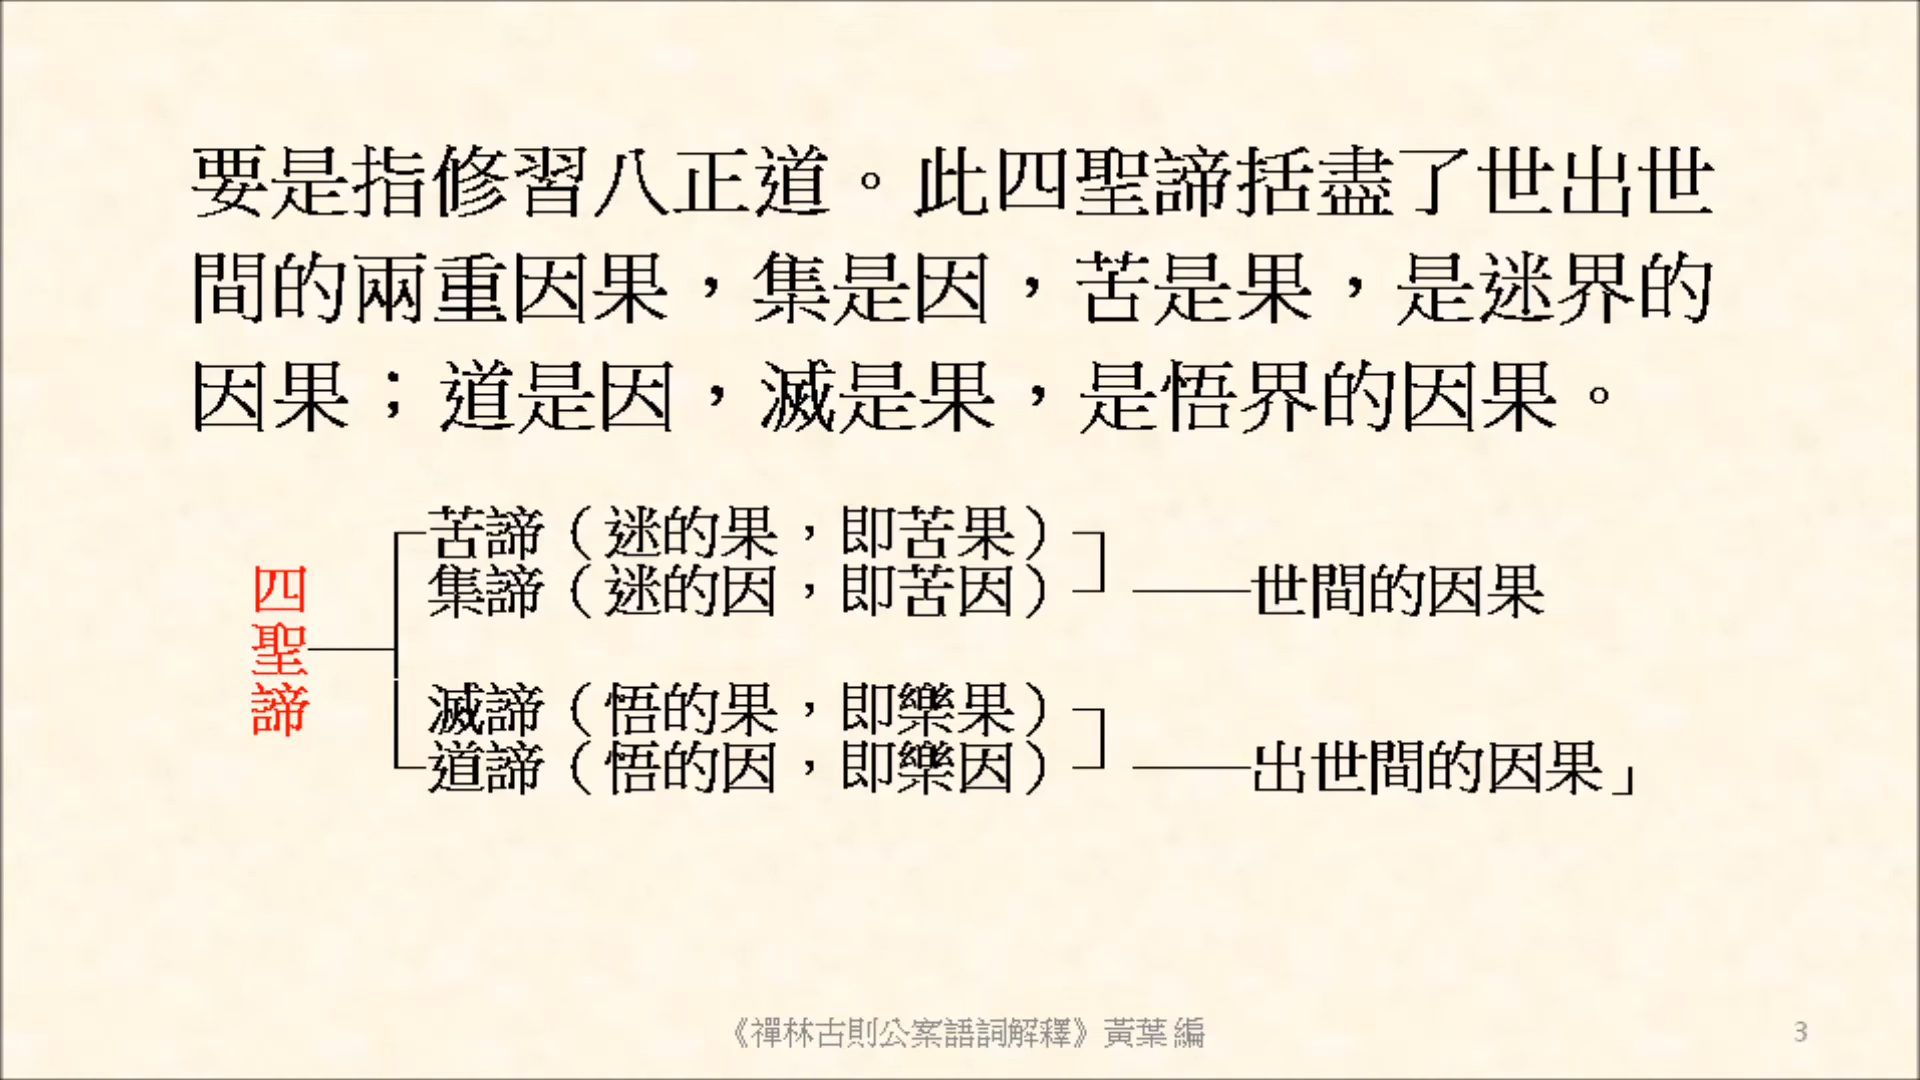 要是指修習八正道。此四聖諦括盡了世出世
間的兩重因果，集是因，苦是果，是迷界的
因果；道是因，滅是果，是悟界的因果。
四聖諦
苦諦（迷的果，即苦果）
集諦（迷的因，即苦因）
世間的因果
滅諦（悟的果，即樂果）
道諦（悟的因，即樂因）
出世間的因果」
《禪林古則公案語詞解釋》黃葉 編
3